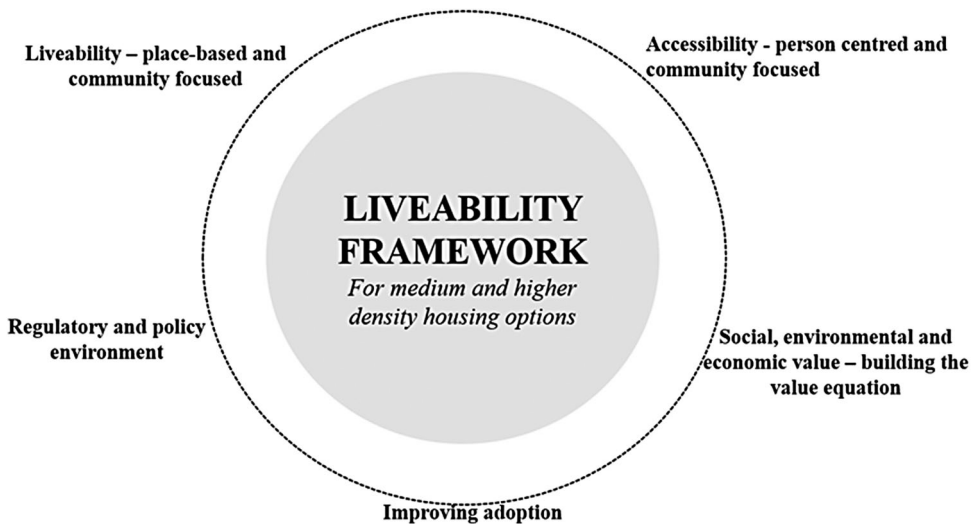 Liveability – place-based and
community focused
Accessibility - person centred and
community focused
LIVEABILITY
FRAMEWORK
For medium and higher
density housing options
Regulatory and policy
environment
Social, environmental and
economic value – building the
value equation
Improving adoption